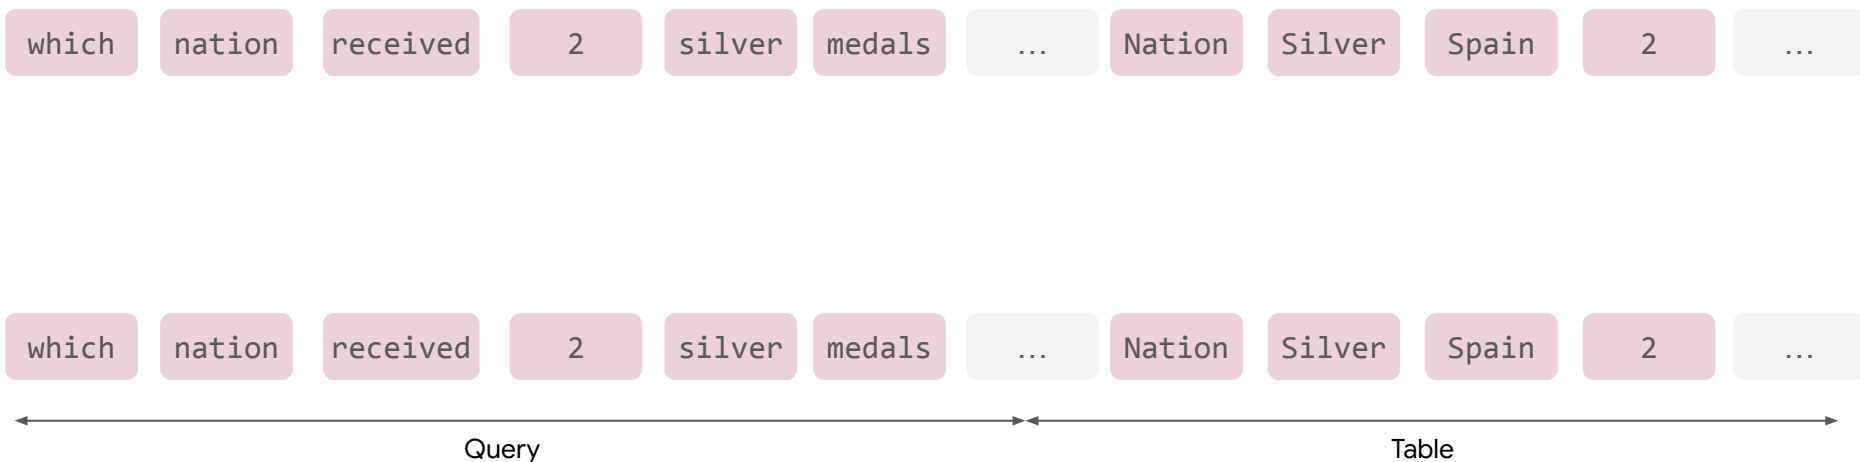 which nation received 2 silver medals ... Nation Silver Spain 2 ...
which nation received 2 silver medals ... Nation Silver Spain 2 ...
Query Table